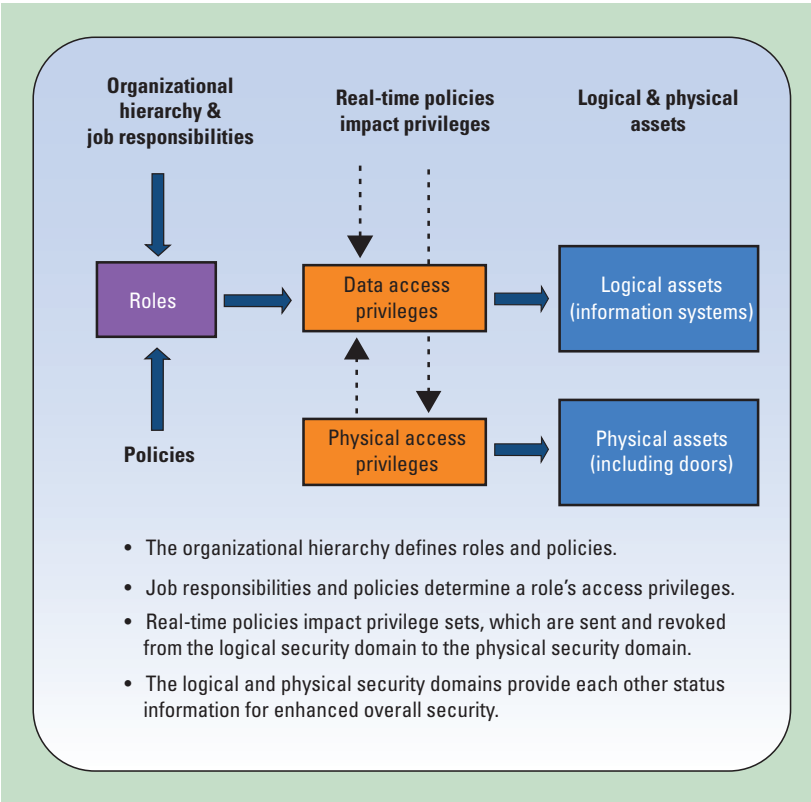 Organizational
hierarchy &
job responsibilities
Real-time policies
impact privileges
Logical & physical
assets
Roles
Data access
privileges
Logical assets
(information systems)
Policies
Physical access
privileges
Physical assets
(including doors)
• The organizational hierarchy defines roles and policies.
• Job responsibilities and policies determine a role's access privileges.
• Real-time policies impact privilege sets, which are sent and revoked
from the logical security domain to the physical security domain.
• The logical and physical security domains provide each other status
information for enhanced overall security.